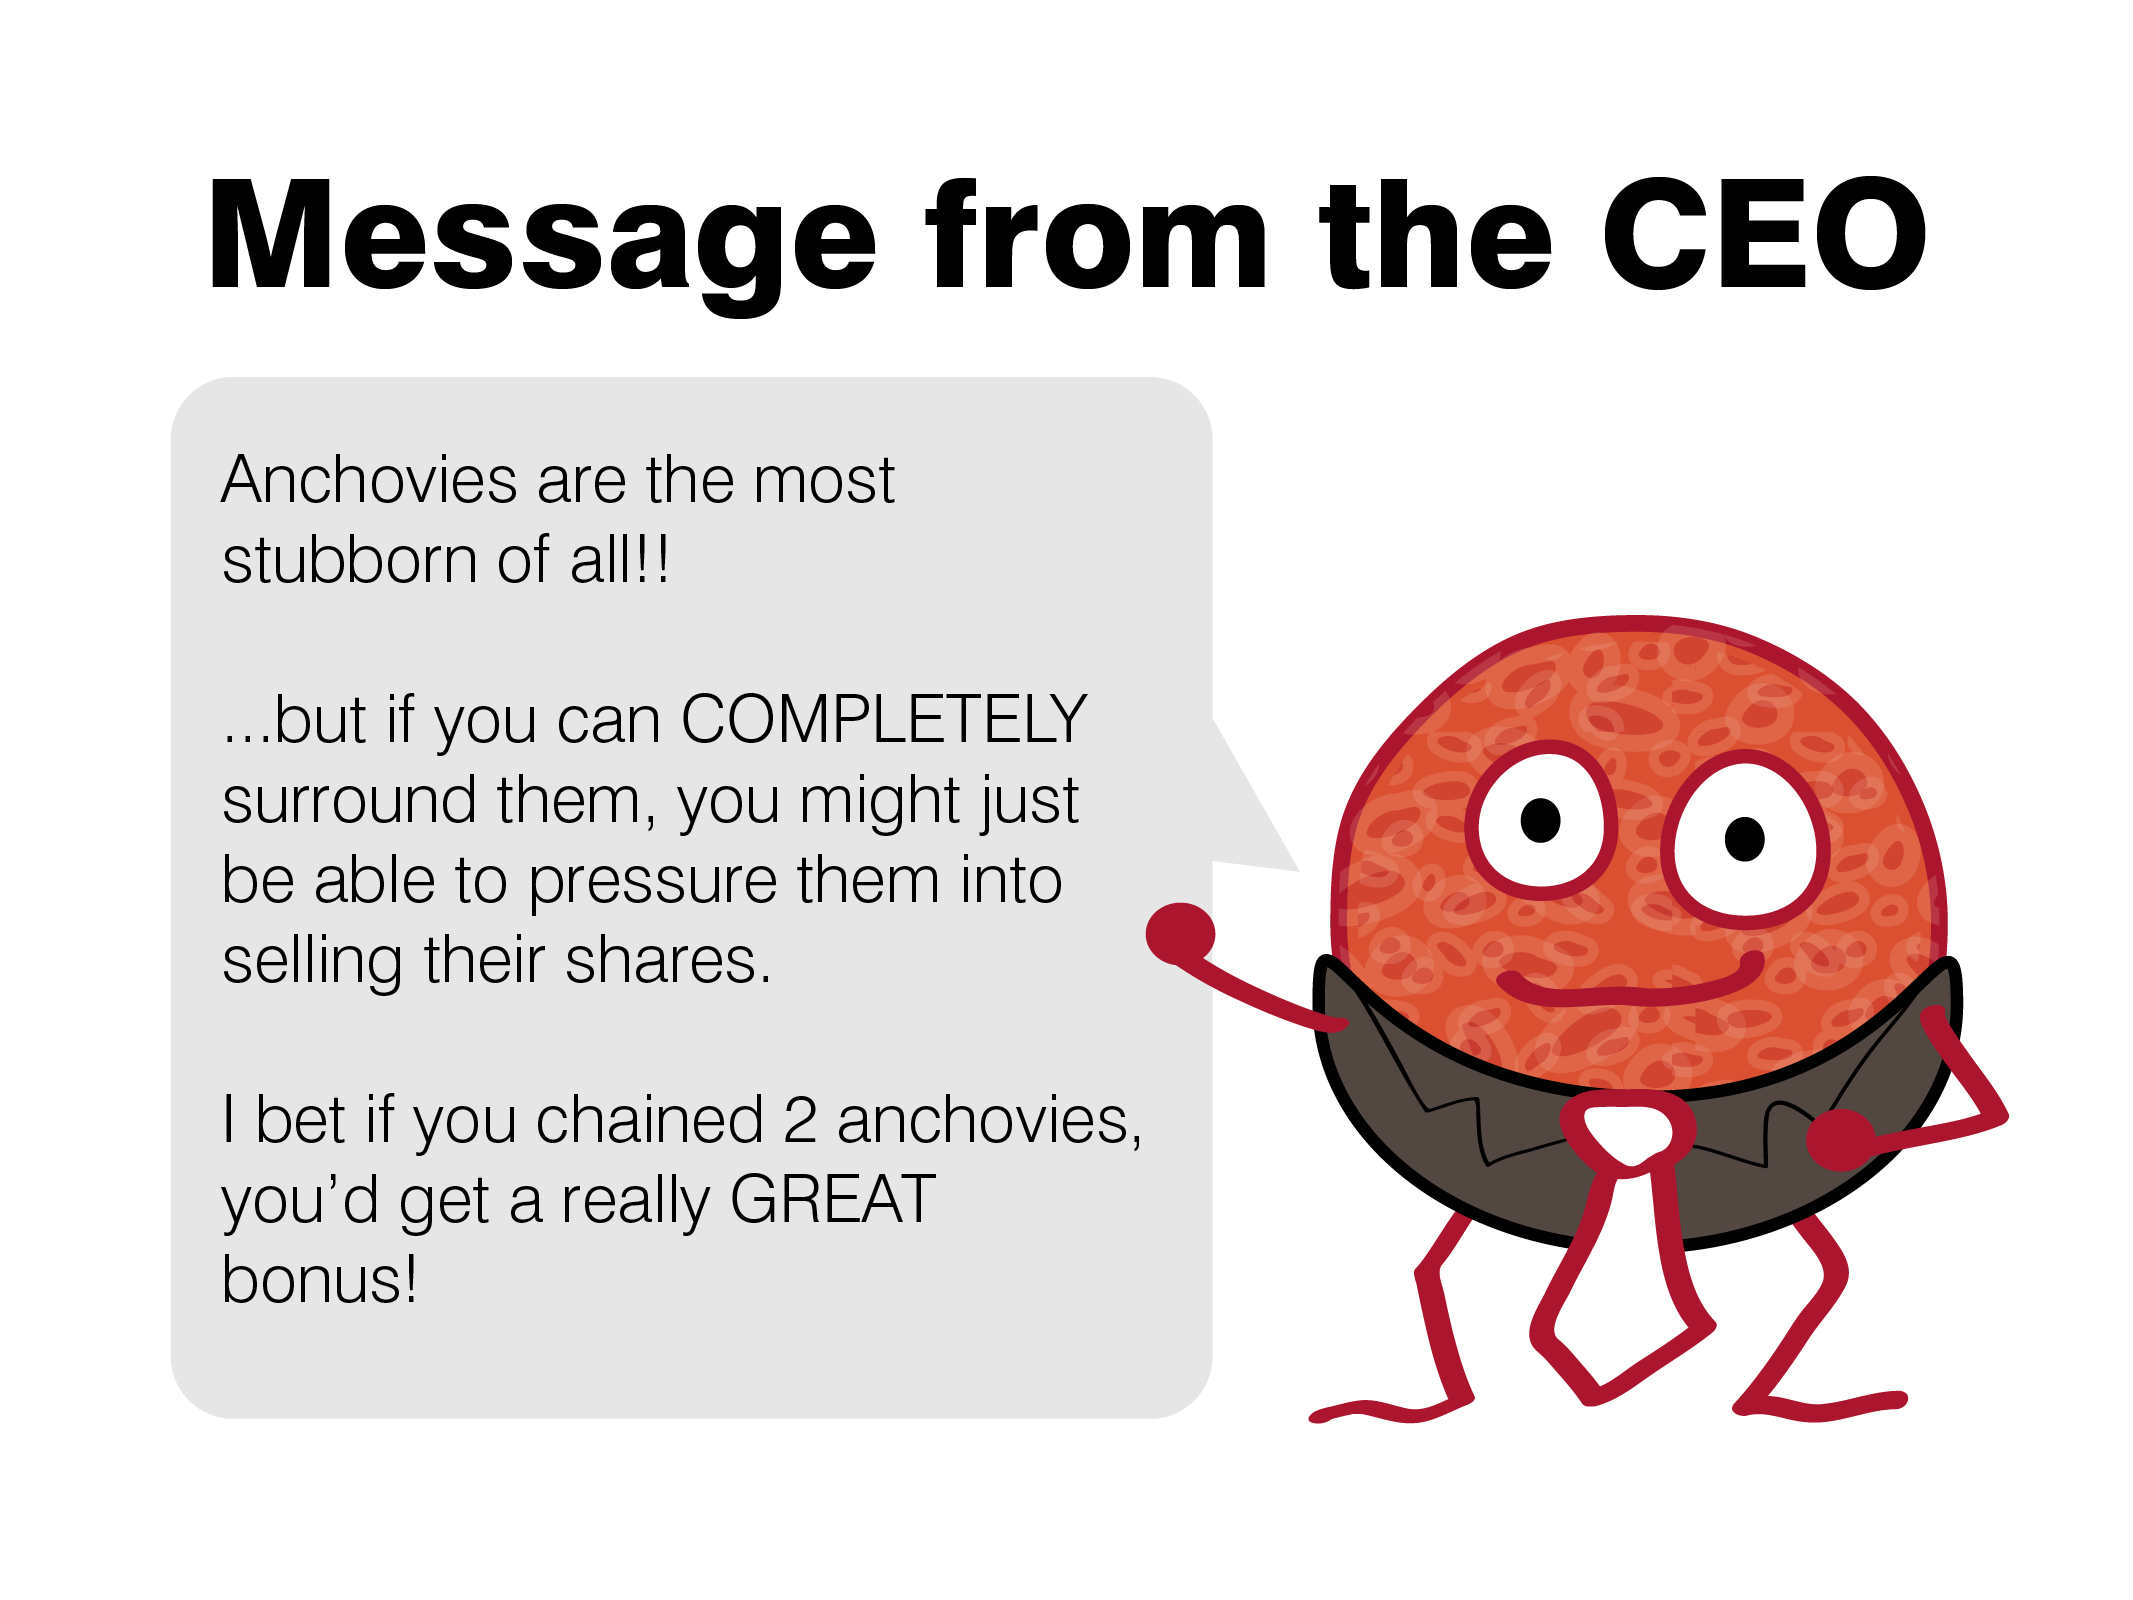 Message from the CEO
Anchovies are the most
stubborn of all!!
...but if you can COMPLETELY
surround them, you might just
be able to pressure them into
selling their shares.
I bet if you chained 2 anchovies,
you’d get a really GREAT
bonus!